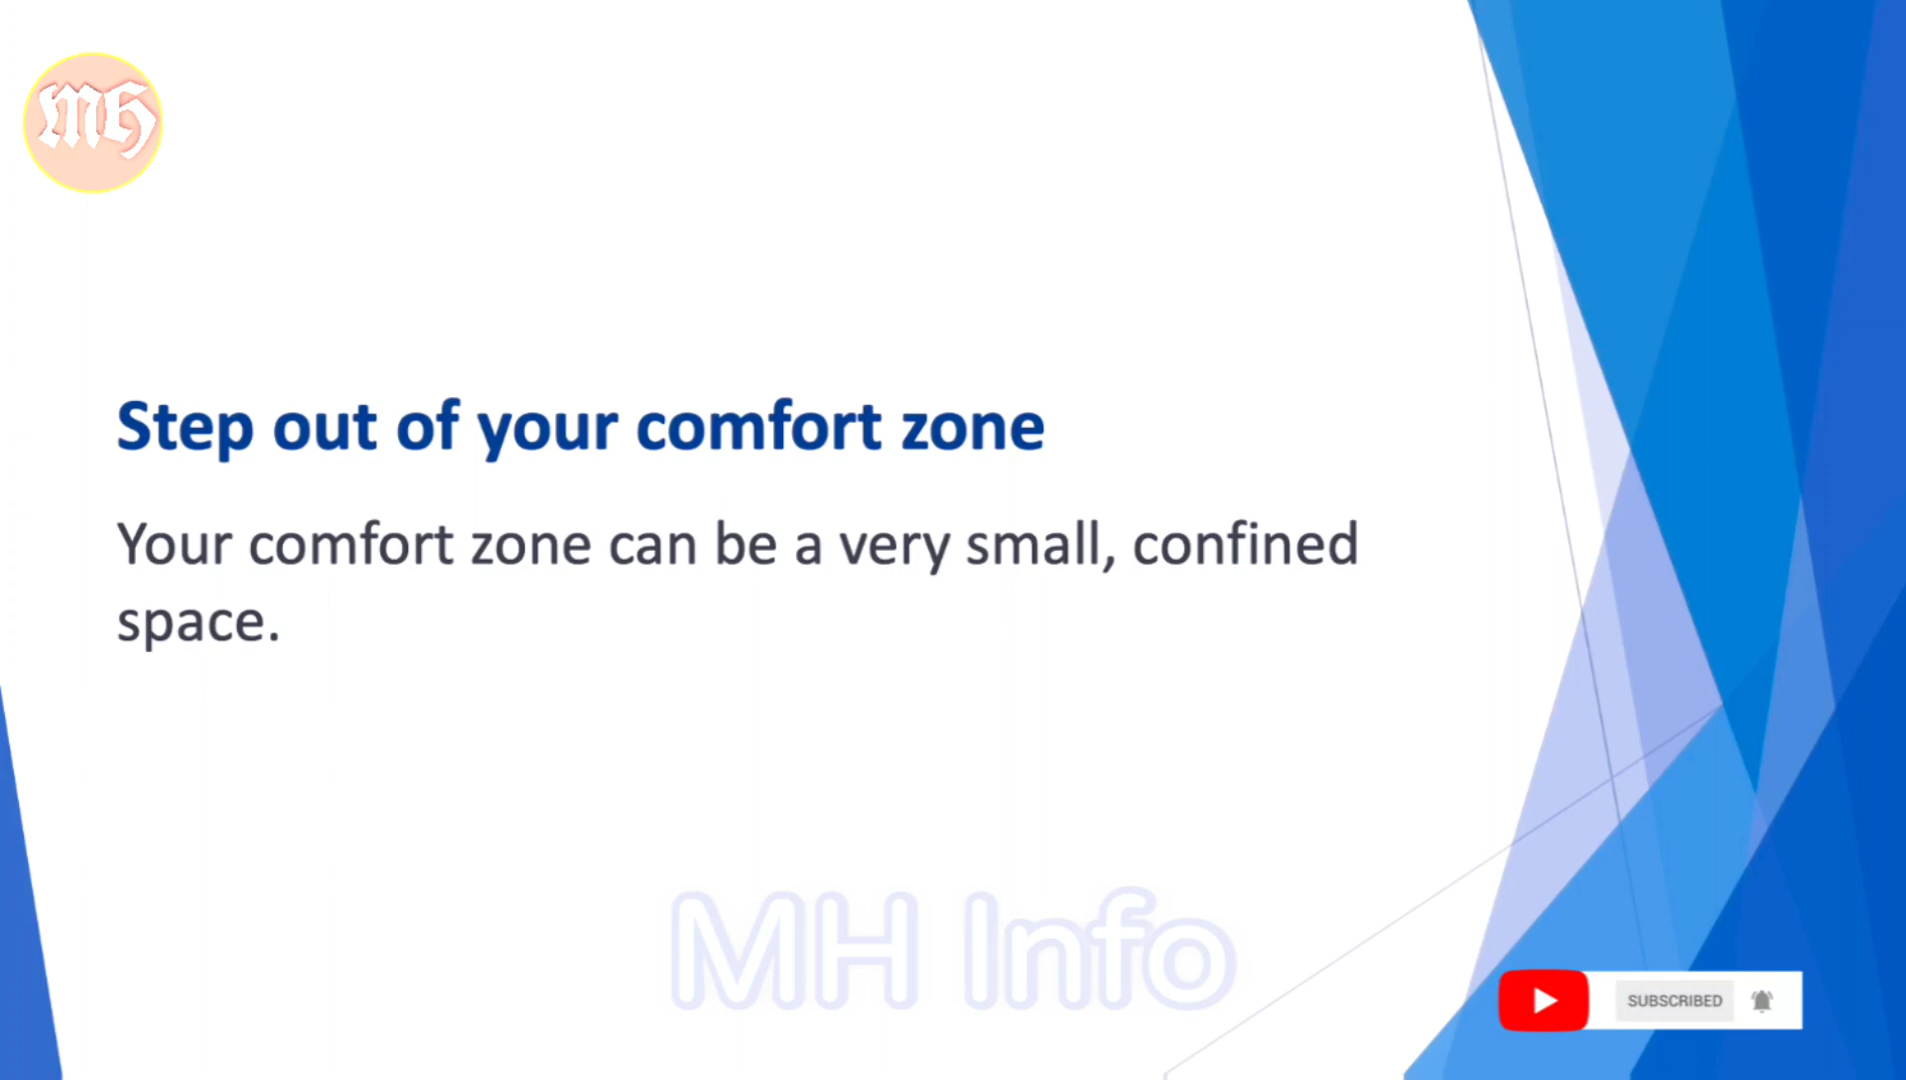 MH
Step out of your comfort zone
Your comfort zone can be a very small, confined
space.
MH Info
SUBSCRIBED